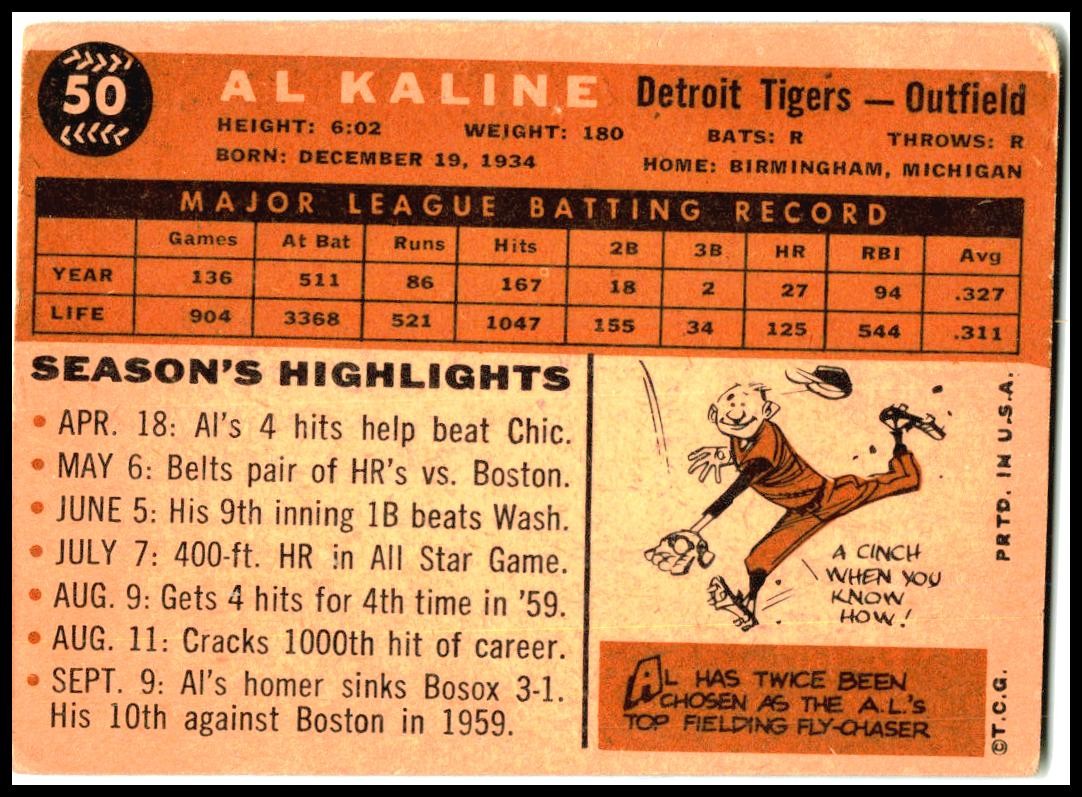 50
AL KALINE Detroit Tigers — Outfield
HEIGHT: 6:02 WEIGHT: 180 BATS: R THROWS: R
BORN: DECEMBER 19, 1934 HOME: BIRMINGHAM, MICHIGAN
MAJOR LEAGUE BATTING RECORD
Games At Bat Runs Hits 2B 3B HR RBI Avg
YEAR 136 511 86 167 18 2 27 94 .327
LIFE 904 3368 521 1047 155 34 125 544 .311
SEASON'S HIGHLIGHTS
• APR. 18: Al's 4 hits help beat Chic.
• MAY 6: Belts pair of HR's vs. Boston.
• JUNE 5: His 9th inning 1B beats Wash.
• JULY 7: 400-ft. HR in All Star Game.
• AUG. 9: Gets 4 hits for 4th time in '59.
• AUG. 11: Cracks 1000th hit of career.
• SEPT. 9: Al's homer sinks Bosox 3-1.
His 10th against Boston in 1959.
A CINCH
WHEN YOU
KNOW
HOW!
AL HAS TWICE BEEN
CHOSEN AS THE A.L.'S
TOP FIELDING FLY-CHASER
©T.C.G. PRTD. IN U.S.A.